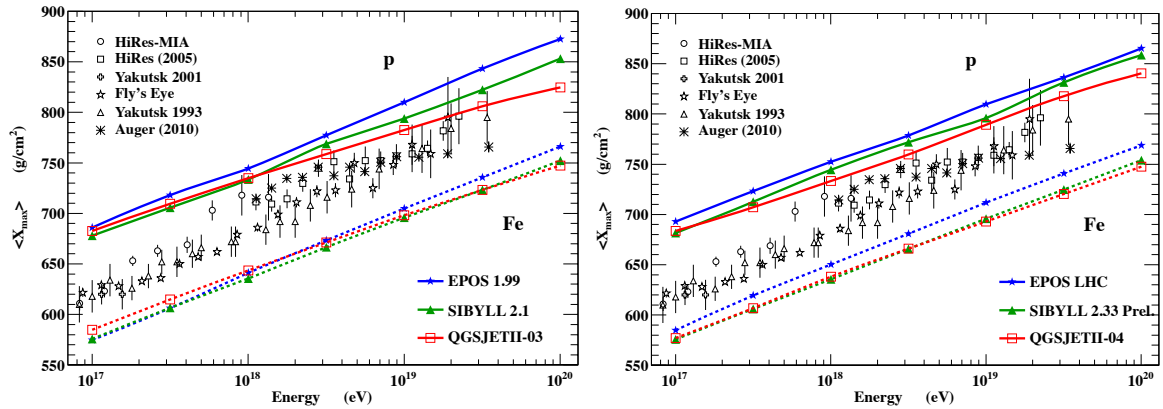 900
850
800
750
700
650
600
550
<X_max> (g/cm²)
HiRes-MIA
HiRes (2005)
Yakutsk 2001
Fly's Eye
Yakutsk 1993
Auger (2010)
p
Fe
EPOS 1.99
SIBYLL 2.1
QGSJETII-03
10^17
10^18
10^19
10^20
Energy (eV)
900
850
800
750
700
650
600
550
<X_max> (g/cm²)
HiRes-MIA
HiRes (2005)
Yakutsk 2001
Fly's Eye
Yakutsk 1993
Auger (2010)
p
Fe
EPOS LHC
SIBYLL 2.33 Prel.
QGSJETII-04
10^17
10^18
10^19
10^20
Energy (eV)